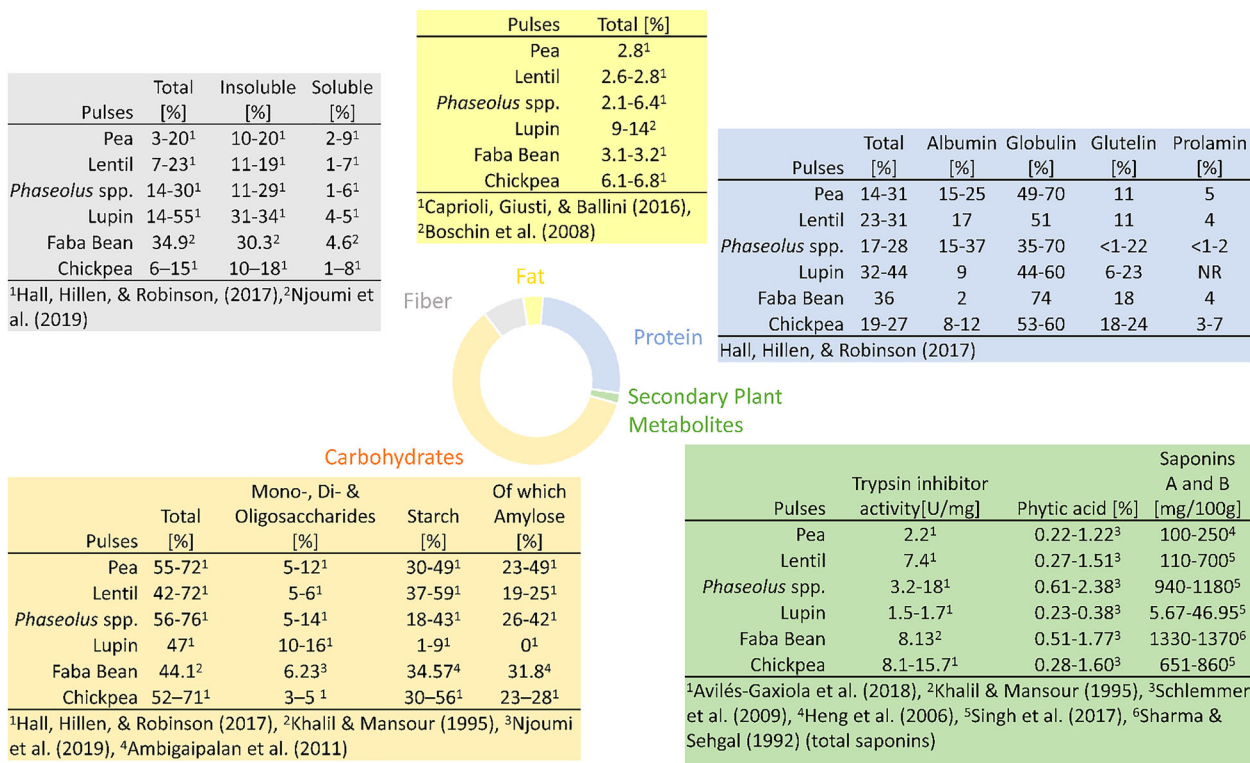 Pulses Total [%]
Pea 2.8¹
Lentil 2.6-2.8¹
Phaseolus spp. 2.1-6.4¹
Lupin 9-14²
Faba Bean 3.1-3.2¹
Chickpea 6.1-6.8¹
¹Caprioli, Giusti, & Ballini (2016),
²Boschin et al. (2008)
Total Insoluble Soluble
Pulses [%] [%] [%]
Pea 3-20¹ 10-20¹ 2-9¹
Lentil 7-23¹ 11-19¹ 1-7¹
Phaseolus spp. 14-30¹ 11-29¹ 1-6¹
Lupin 14-55¹ 31-34¹ 4-5¹
Faba Bean 34.9² 30.3² 4.6²
Chickpea 6–15¹ 10–18¹ 1–8¹
¹Hall, Hillen, & Robinson, (2017),²Njoumi et
al. (2019)
Total Albumin Globulin Glutelin Prolamin
Pulses [%] [%] [%] [%] [%]
Pea 14-31 15-25 49-70 11 5
Lentil 23-31 17 51 11 4
Phaseolus spp. 17-28 15-37 35-70 <1-22 <1-2
Lupin 32-44 9 44-60 6-23 NR
Faba Bean 36 2 74 18 4
Chickpea 19-27 8-12 53-60 18-24 3-7
Hall, Hillen, & Robinson (2017)
Fat
Fiber
Protein
Secondary Plant
Metabolites
Carbohydrates
Mono-, Di- & Of which
Total Oligosaccharides Starch Amylose
Pulses [%] [%] [%] [%]
Pea 55-72¹ 5-12¹ 30-49¹ 23-49¹
Lentil 42-72¹ 5-6¹ 37-59¹ 19-25¹
Phaseolus spp. 56-76¹ 5-14¹ 18-43¹ 26-42¹
Lupin 47¹ 10-16¹ 1-9¹ 0¹
Faba Bean 44.1² 6.23³ 34.57⁴ 31.8⁴
Chickpea 52–71¹ 3–5 ¹ 30–56¹ 23–28¹
¹Hall, Hillen, & Robinson (2017), ²Khalil & Mansour (1995), ³Njoumi
et al. (2019), ⁴Ambigaipalan et al. (2011)
Saponins
Trypsin inhibitor A and B
Pulses activity[U/mg] Phytic acid [%] [mg/100g]
Pea 2.2¹ 0.22-1.22³ 100-250⁴
Lentil 7.4¹ 0.27-1.51³ 110-700⁵
Phaseolus spp. 3.2-18¹ 0.61-2.38³ 940-1180⁵
Lupin 1.5-1.7¹ 0.23-0.38³ 5.67-46.95⁵
Faba Bean 8.13² 0.51-1.77³ 1330-1370⁶
Chickpea 8.1-15.7¹ 0.28-1.60³ 651-860⁵
¹Avilés-Gaxiola et al. (2018), ²Khalil & Mansour (1995), ³Schlemmer
et al. (2009), ⁴Heng et al. (2006), ⁵Singh et al. (2017), ⁶Sharma &
Sehgal (1992) (total saponins)